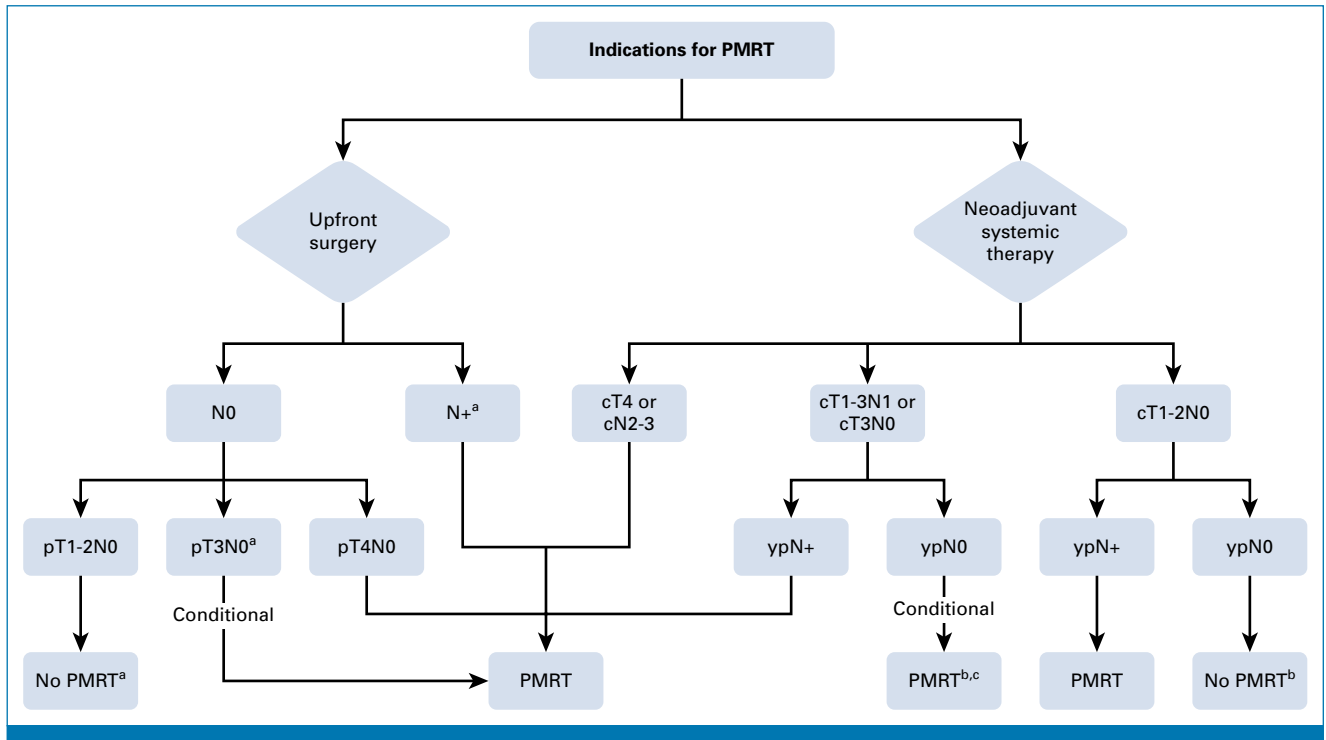 Indications for PMRT
Upfront
surgery
Neoadjuvant
systemic
therapy
N0
N+ᵃ
cT4 or
cN2-3
cT1-3N1 or
cT3N0
cT1-2N0
pT1-2N0
pT3N0ᵃ
pT4N0
ypN+
ypN0
ypN+
ypN0
Conditional
Conditional
No PMRTᵃ
PMRT
PMRTᵇ,ᶜ
PMRT
No PMRTᵇ